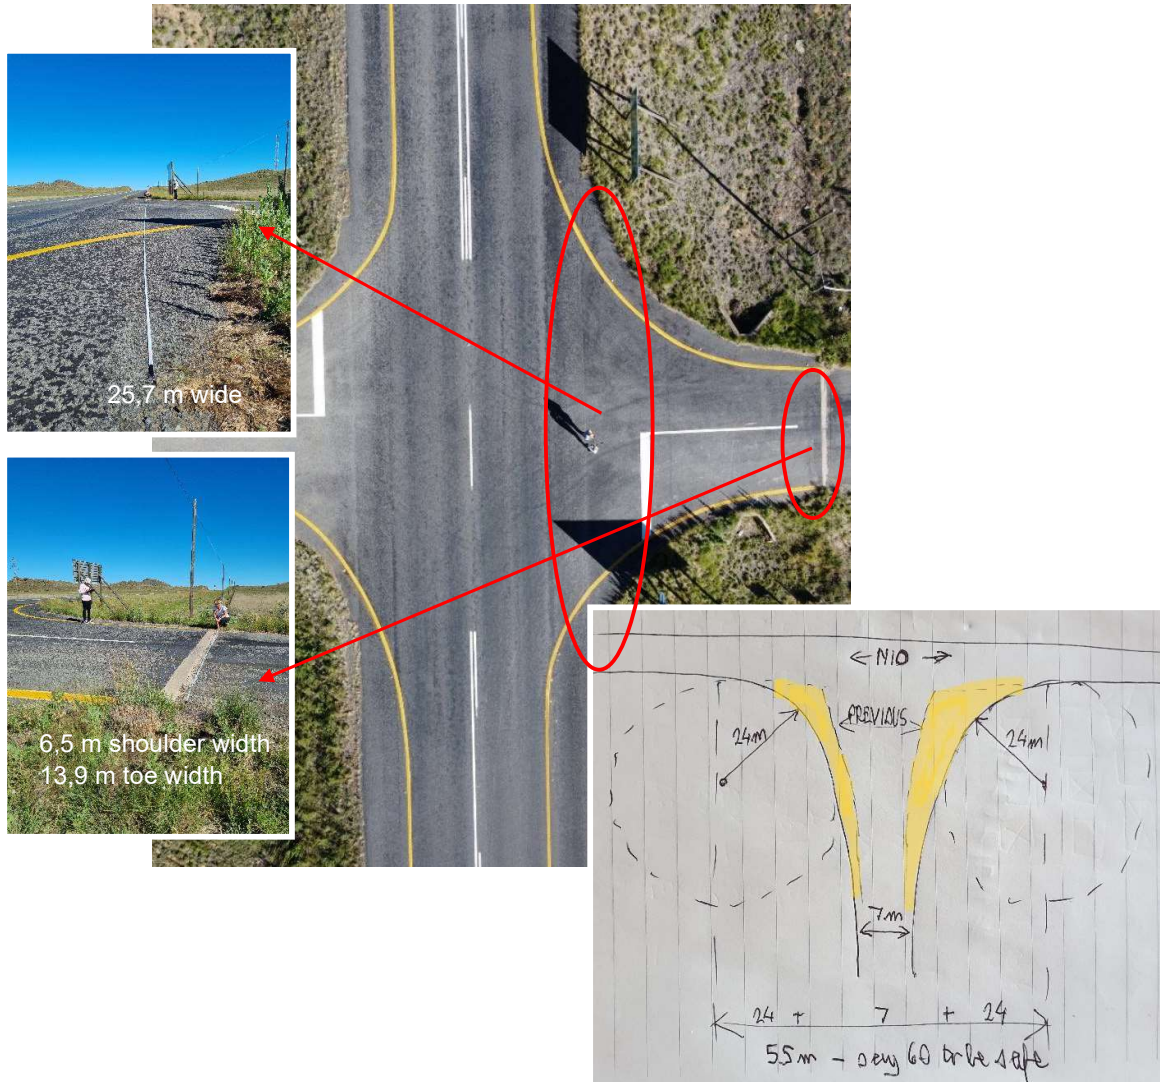 25,7 m wide
6,5 m shoulder width
13,9 m toe width
N10
PREVIOUS
24m
24m
7m
24 + 7 + 24
55m - say 60 to be safe